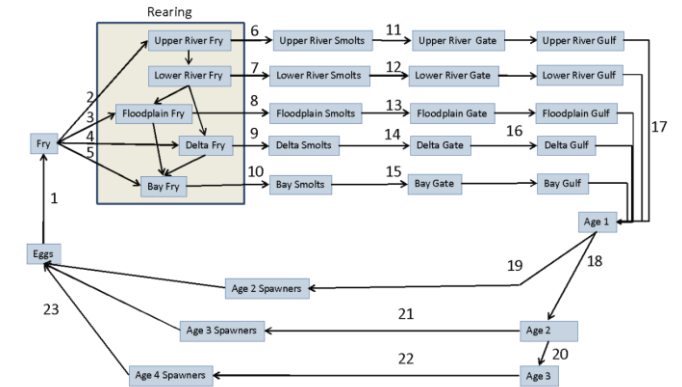 Rearing
Upper River Fry 6 Upper River Smolts 11 Upper River Gate Upper River Gulf
Lower River Fry 7 Lower River Smolts 12 Lower River Gate Lower River Gulf
2
Floodplain Fry 8 Floodplain Smolts 13 Floodplain Gate Floodplain Gulf
3
17
Fry 4 Delta Fry 9 Delta Smolts 14 Delta Gate 16 Delta Gulf
5
Bay Fry 10 Bay Smolts 15 Bay Gate Bay Gulf
1
Age 1
Eggs
19 18
Age 2 Spawners
23
Age 3 Spawners 21 Age 2
22 20
Age 4 Spawners Age 3